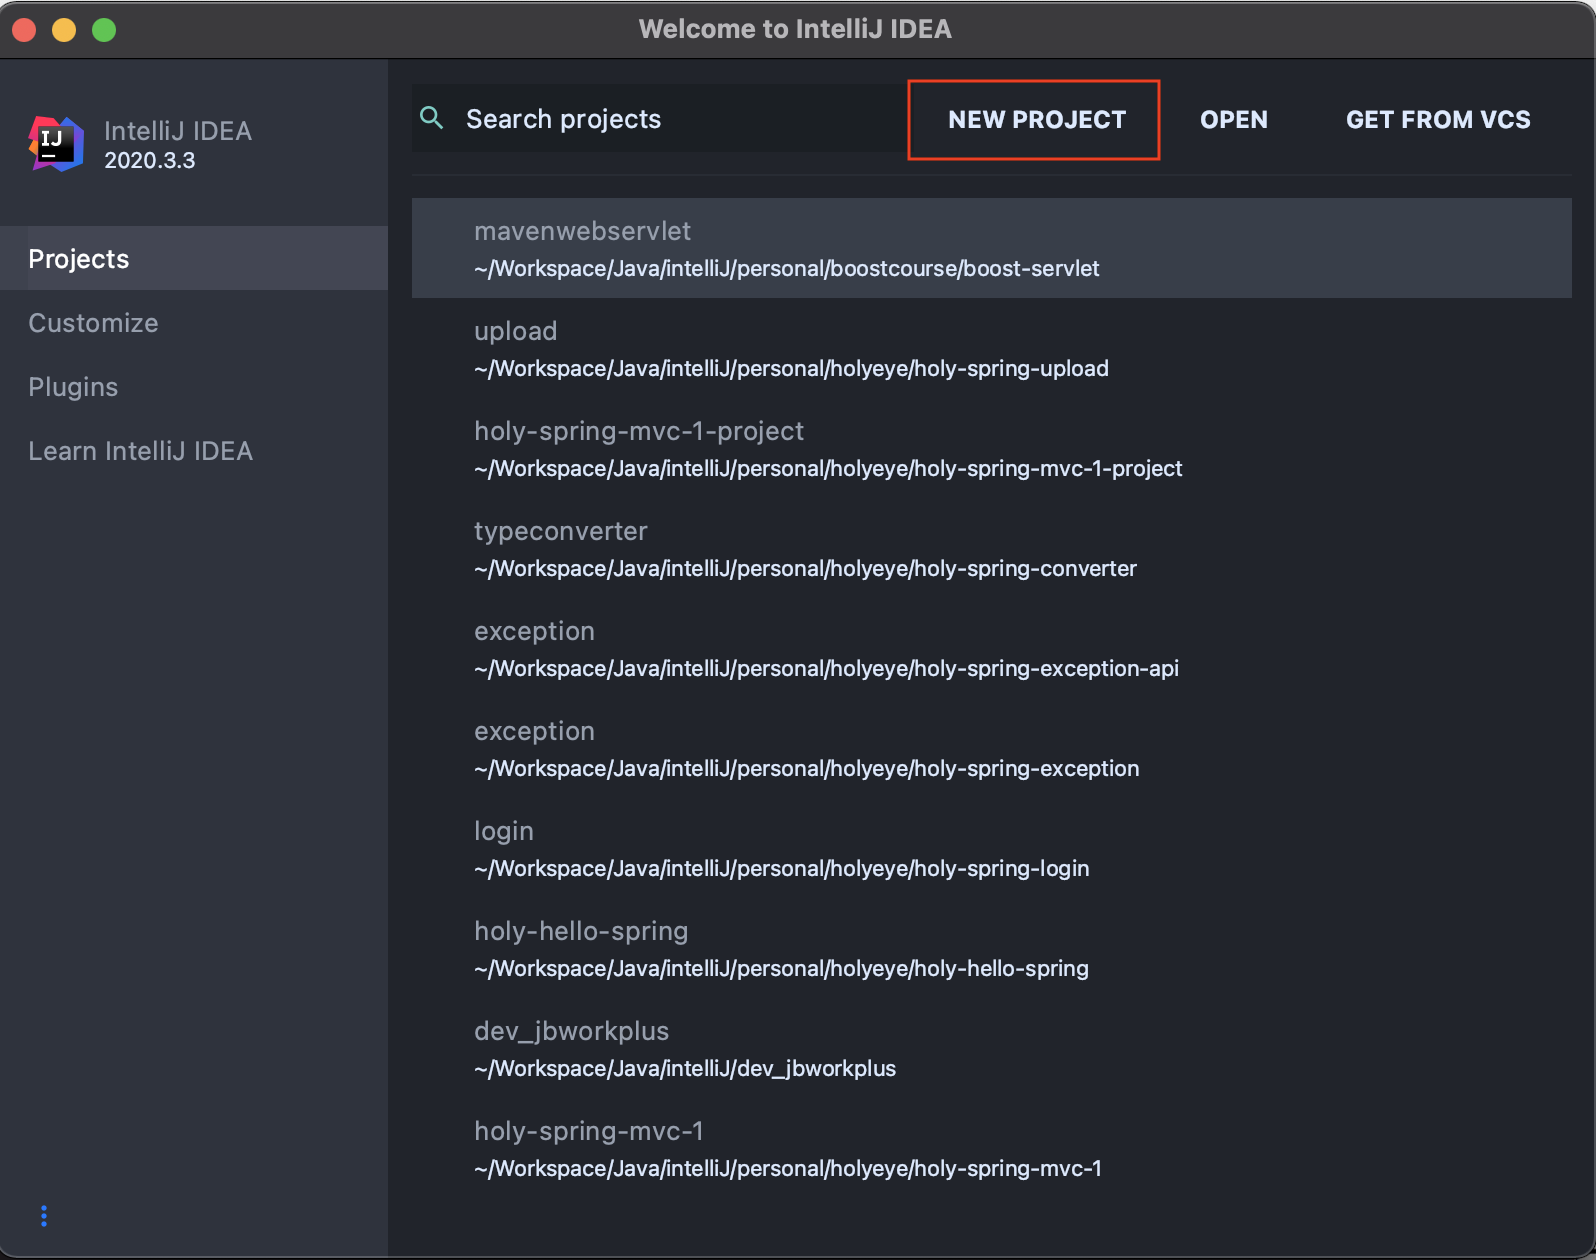 Welcome to IntelliJ IDEA
IJ
IntelliJ IDEA
2020.3.3
Projects
Customize
Plugins
Learn IntelliJ IDEA
Search projects
NEW PROJECT
OPEN
GET FROM VCS
mavenwebservlet
~/Workspace/Java/intelliJ/personal/boostcourse/boost-servlet
upload
~/Workspace/Java/intelliJ/personal/holyeye/holy-spring-upload
holy-spring-mvc-1-project
~/Workspace/Java/intelliJ/personal/holyeye/holy-spring-mvc-1-project
typeconverter
~/Workspace/Java/intelliJ/personal/holyeye/holy-spring-converter
exception
~/Workspace/Java/intelliJ/personal/holyeye/holy-spring-exception-api
exception
~/Workspace/Java/intelliJ/personal/holyeye/holy-spring-exception
login
~/Workspace/Java/intelliJ/personal/holyeye/holy-spring-login
holy-hello-spring
~/Workspace/Java/intelliJ/personal/holyeye/holy-hello-spring
dev_jbworkplus
~/Workspace/Java/intelliJ/dev_jbworkplus
holy-spring-mvc-1
~/Workspace/Java/intelliJ/personal/holyeye/holy-spring-mvc-1